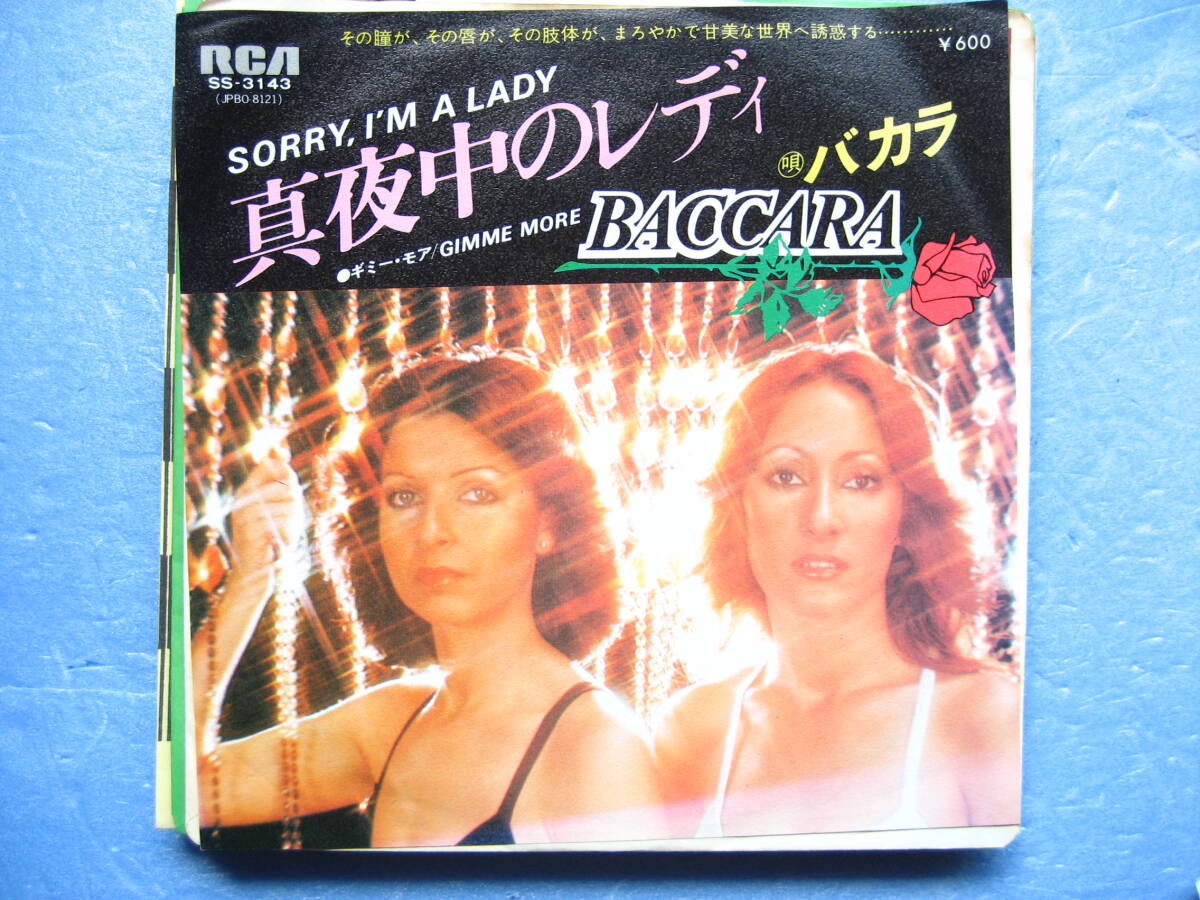 その瞳が、その唇が、その肢体が、まろやかで甘美な世界へ誘惑する…………
¥600
RCA
SS-3143
(JPBO-8121)
SORRY, I'M A LADY
真夜中のレディ
唄 バカラ
●ギミー・モア/GIMME MORE
BACCARA